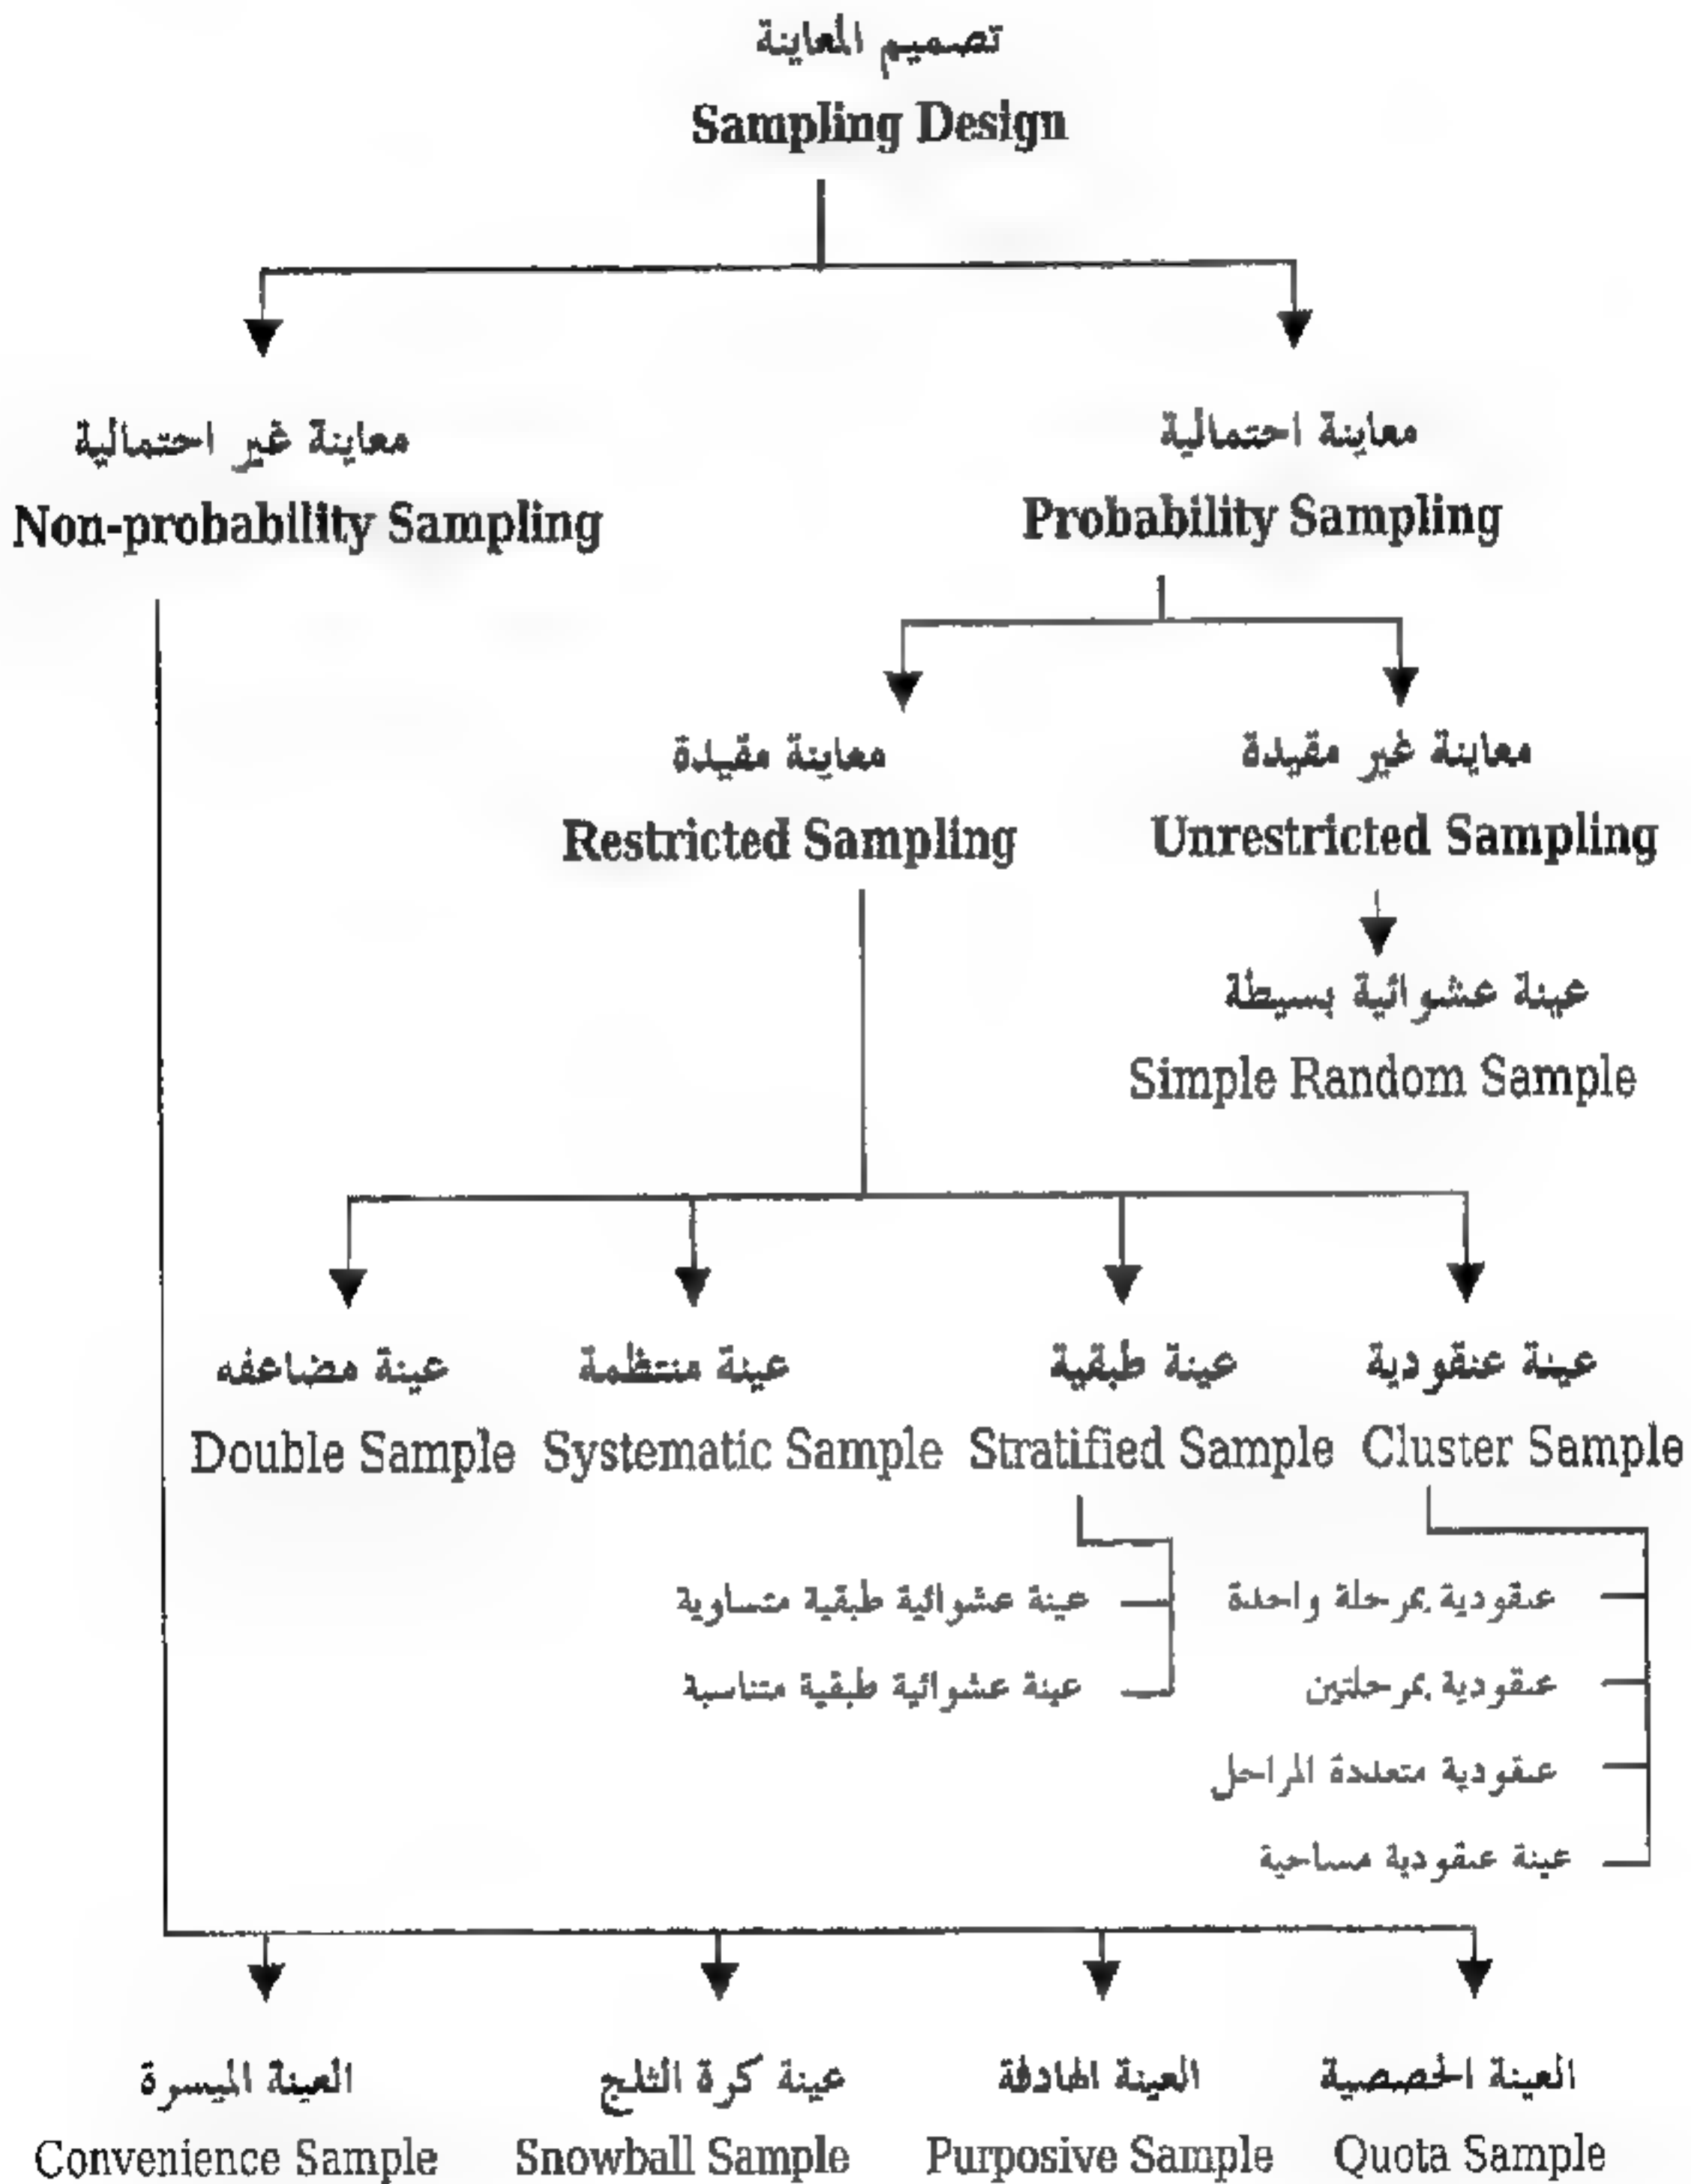 تصميم المعاينة
Sampling Design
معاينة احتمالية
Probability Sampling
معاينة غير احتمالية
Non-probability Sampling
معاينة غير مقيدة
Unrestricted Sampling
معاينة مقيدة
Restricted Sampling
عينة عشوائية بسيطة
Simple Random Sample
عينة عنقودية
Cluster Sample
عينة طبقية
Stratified Sample
عينة منتظمة
Systematic Sample
عينة مضاعفه
Double Sample
عنقودية بمرحلة واحدة
عنقودية بمرحلتين
عنقودية متعددة المراحل
عينة عنقودية مساحية
عينة عشوائية طبقية متساوية
عينة عشوائية طبقية متناسبة
العينة الحصصية
Quota Sample
العينة الهادفة
Purposive Sample
عينة كرة الثلج
Snowball Sample
العينة الميسرة
Convenience Sample